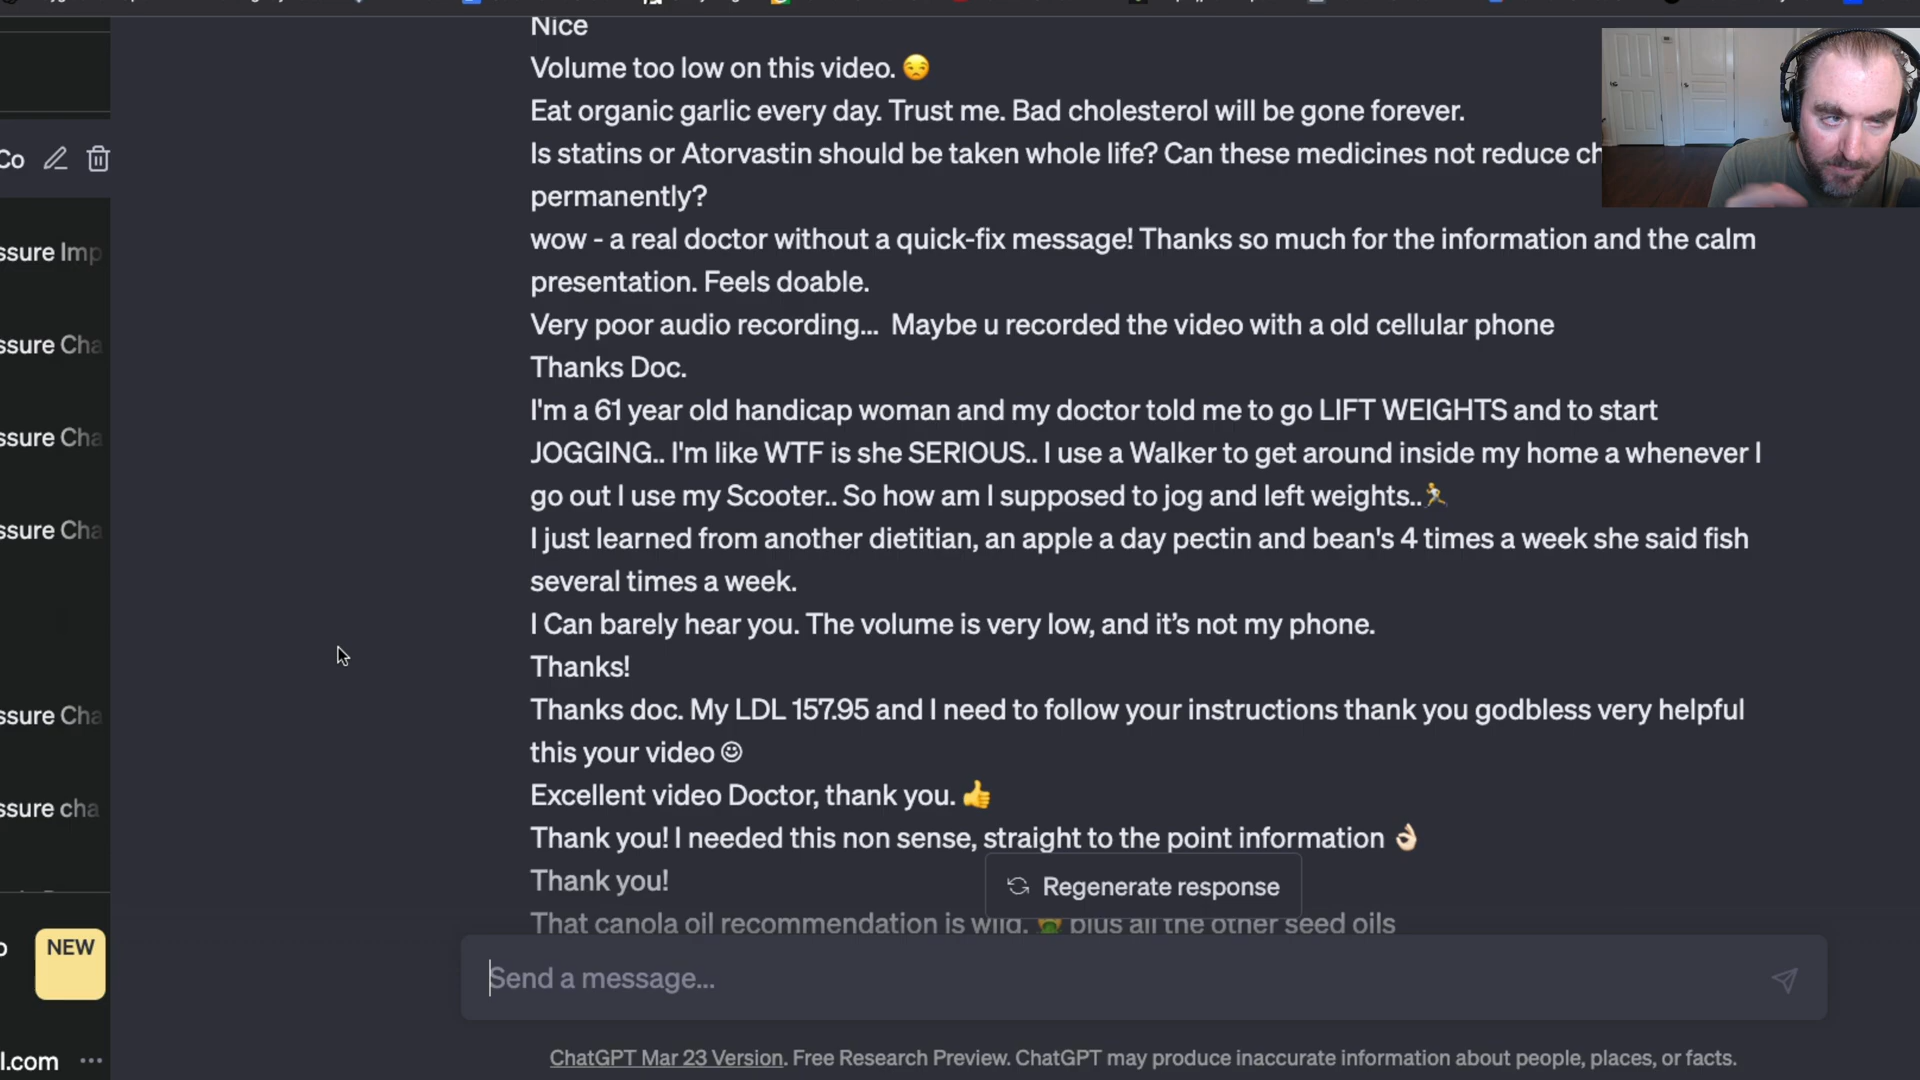 Nice
Volume too low on this video. 😒
Eat organic garlic every day. Trust me. Bad cholesterol will be gone forever.
Co
Is statins or Atorvastin should be taken whole life? Can these medicines not reduce ch
permanently?
wow - a real doctor without a quick-fix message! Thanks so much for the information and the calm
ssure Imp
presentation. Feels doable.
Very poor audio recording... Maybe u recorded the video with a old cellular phone
ssure Cha
Thanks Doc.
I'm a 61 year old handicap woman and my doctor told me to go LIFT WEIGHTS and to start
ssure Cha
JOGGING.. I'm like WTF is she SERIOUS.. I use a Walker to get around inside my home a whenever I
go out I use my Scooter.. So how am I supposed to jog and left weights..🏃
ssure Cha
I just learned from another dietitian, an apple a day pectin and bean's 4 times a week she said fish
several times a week.
I Can barely hear you. The volume is very low, and it’s not my phone.
Thanks!
ssure Cha
Thanks doc. My LDL 157.95 and I need to follow your instructions thank you godbless very helpful
this your video ☺
Excellent video Doctor, thank you. 👍
ssure cha
Thank you! I needed this non sense, straight to the point information 👌🏻
Thank you!
Regenerate response
That canola oil recommendation is wild. 🤮 plus all the other seed oils
NEW
Send a message...
l.com
ChatGPT Mar 23 Version. Free Research Preview. ChatGPT may produce inaccurate information about people, places, or facts.